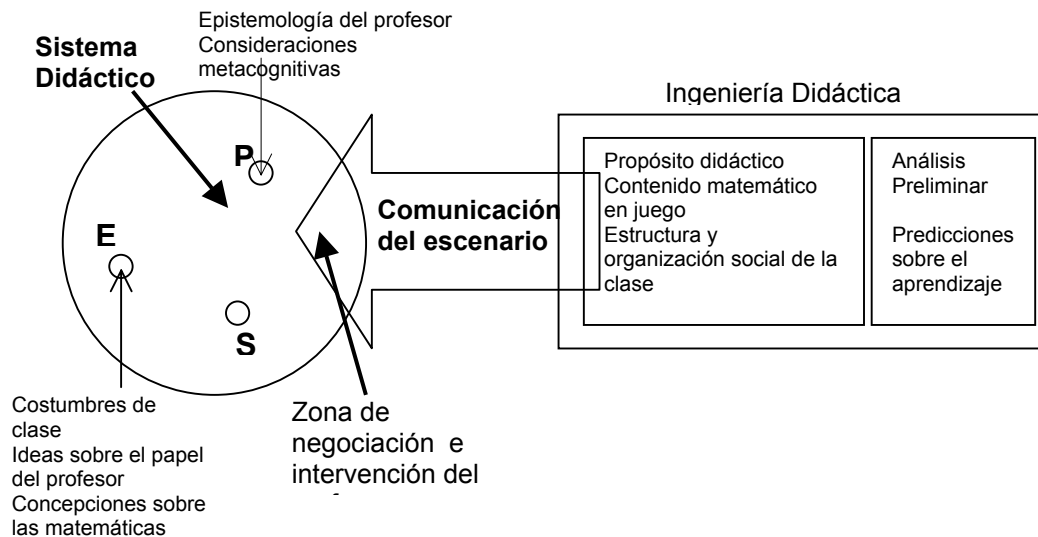 Epistemología del profesor
Consideraciones
metacognitivas
Sistema
Didáctico
P
E
S
Comunicación
del escenario
Ingeniería Didáctica
Propósito didáctico
Contenido matemático
en juego
Estructura y
organización social de la
clase
Análisis
Preliminar
Predicciones
sobre el
aprendizaje
Costumbres de
clase
Ideas sobre el papel
del profesor
Concepciones sobre
las matemáticas
Zona de
negociación e
intervención del